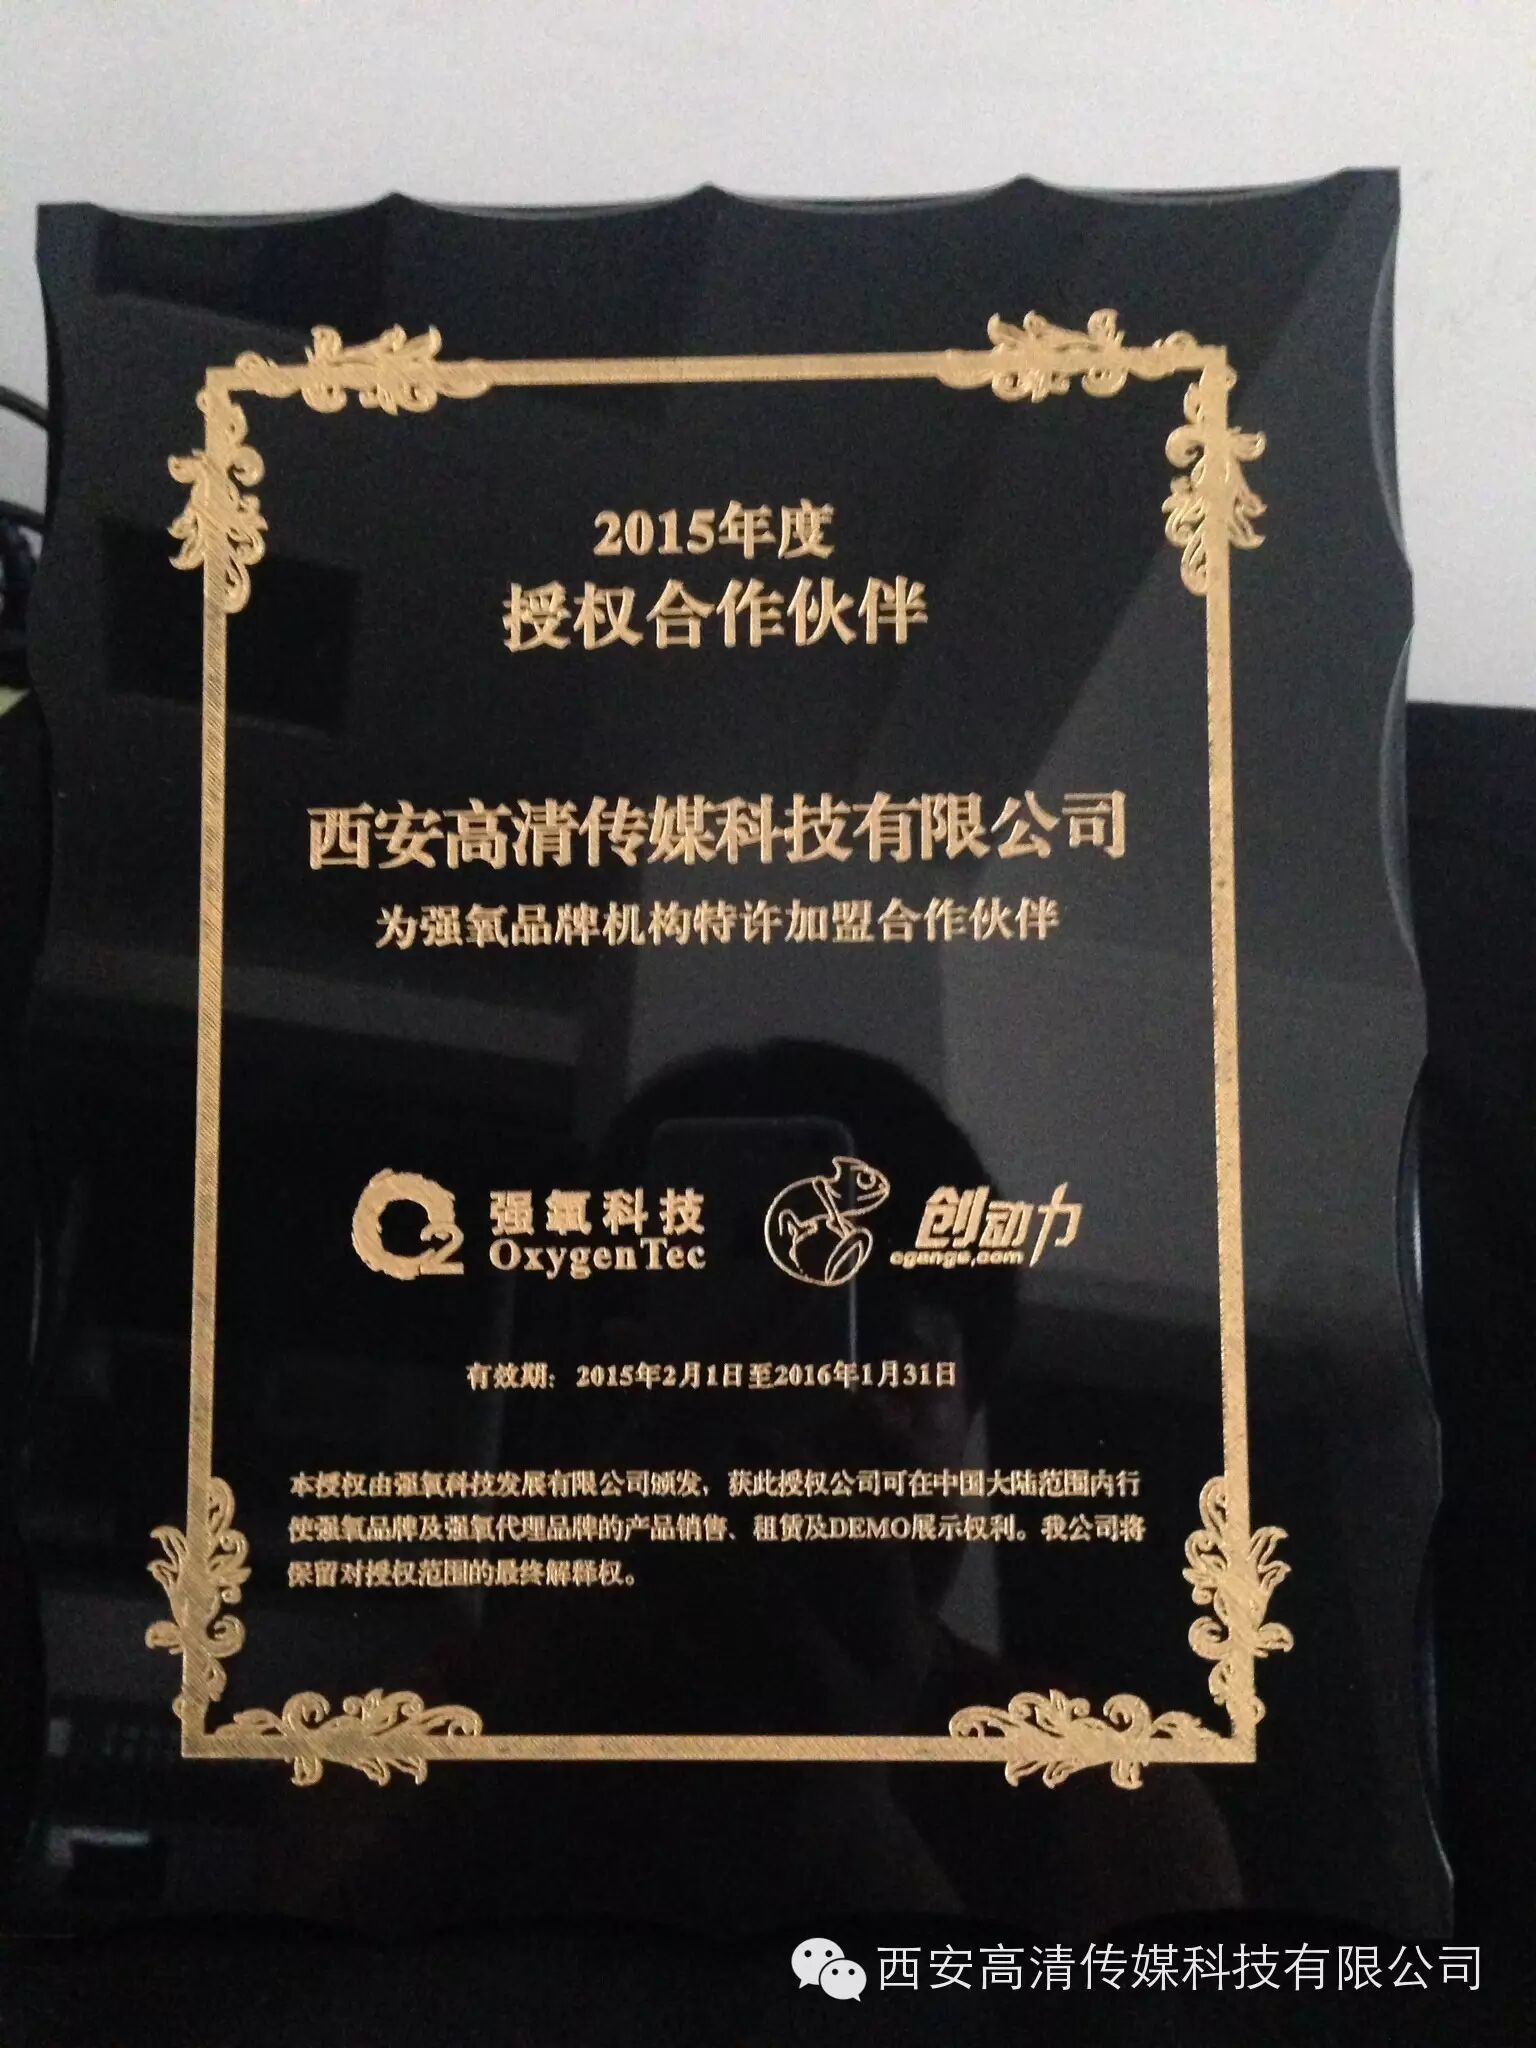 2015年度
授权合作伙伴
西安高清传媒科技有限公司
为强氧品牌机构特许加盟合作伙伴
O2 强氧科技 创动力
OxygenTec cgangs.com
有效期：2015年2月1日至2016年1月31日
本授权由强氧科技发展有限公司颁发，获此授权公司可在中国大陆范围内行
使强氧品牌及强氧代理品牌的产品销售、租赁及DEMO展示权利。我公司将
保留对授权范围的最终解释权。
西安高清传媒科技有限公司